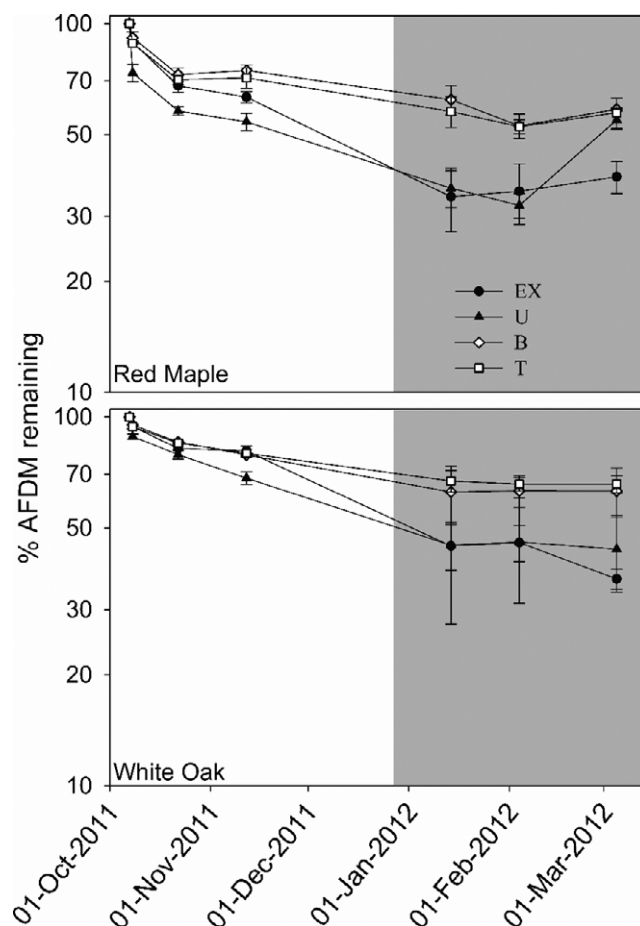 % AFDM remaining
100
70
50
30
20
10
EX
U
B
T
Red Maple
100
70
50
30
20
10
White Oak
01-Oct-2011
01-Nov-2011
01-Dec-2011
01-Jan-2012
01-Feb-2012
01-Mar-2012